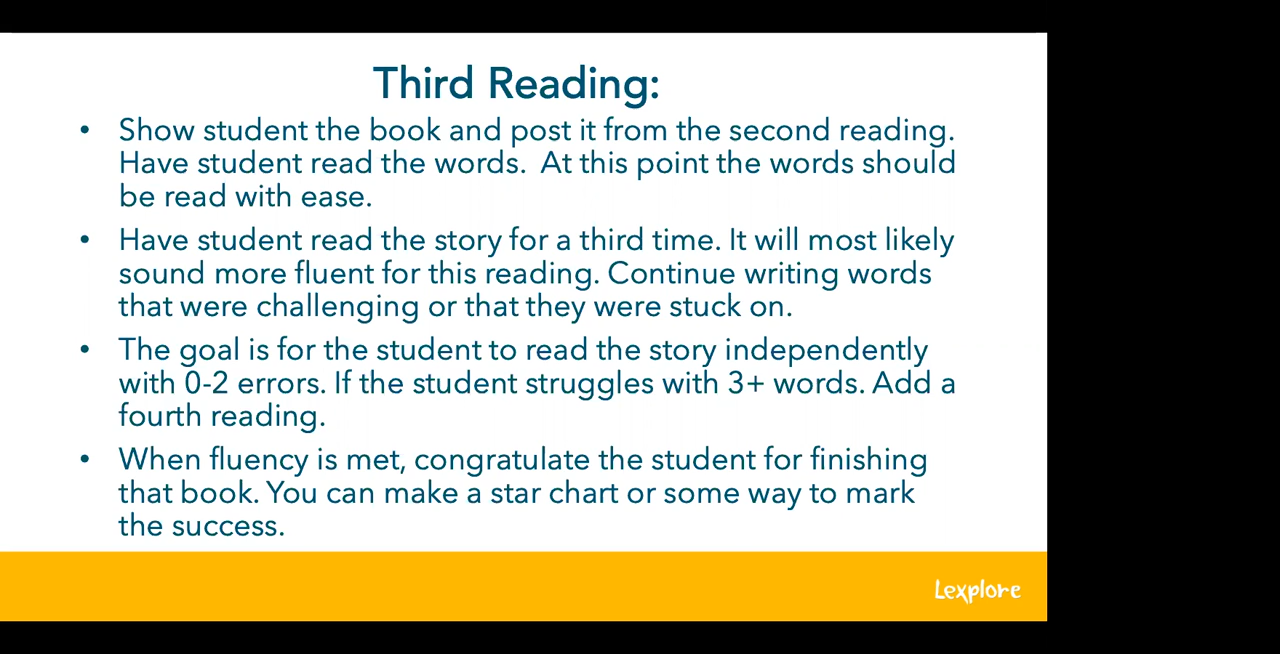 Third Reading:
• Show student the book and post it from the second reading.
Have student read the words.  At this point the words should
be read with ease.
• Have student read the story for a third time. It will most likely
sound more fluent for this reading. Continue writing words
that were challenging or that they were stuck on.
• The goal is for the student to read the story independently
with 0-2 errors. If the student struggles with 3+ words. Add a
fourth reading.
• When fluency is met, congratulate the student for finishing
that book. You can make a star chart or some way to mark
the success.
Lexplore